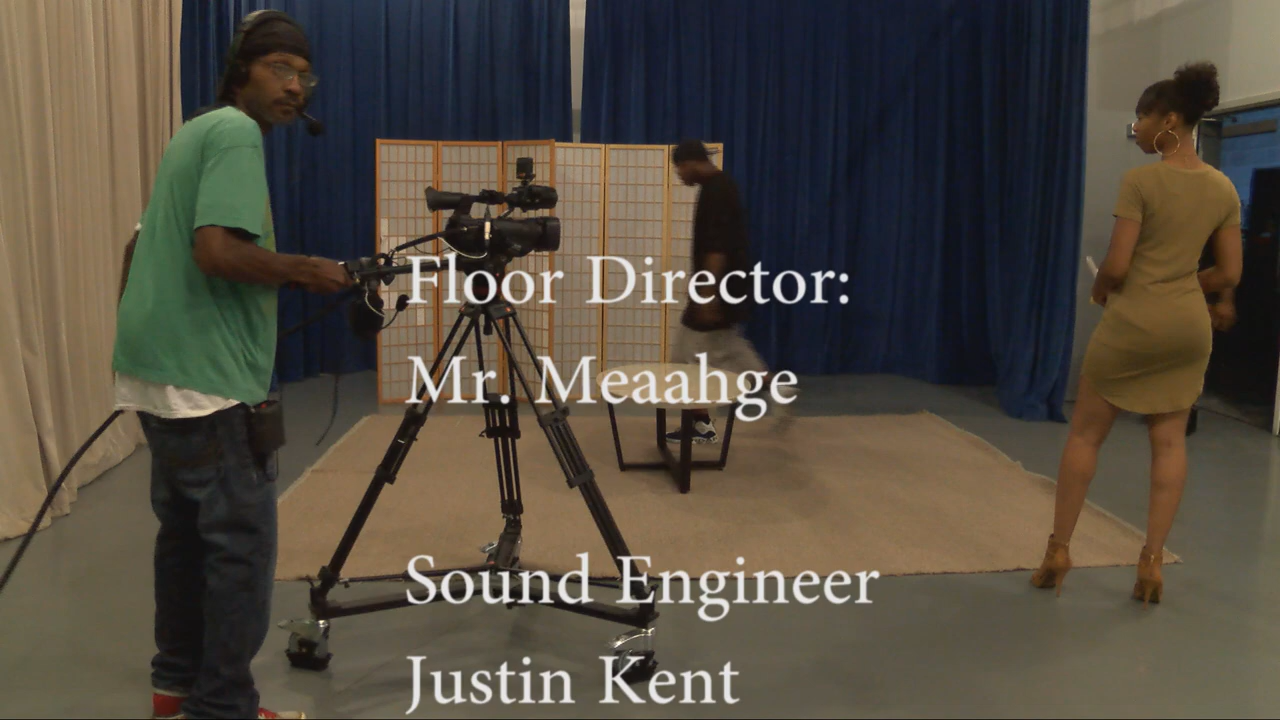 Floor Director:
Mr. Meaahge
Sound Engineer
Justin Kent